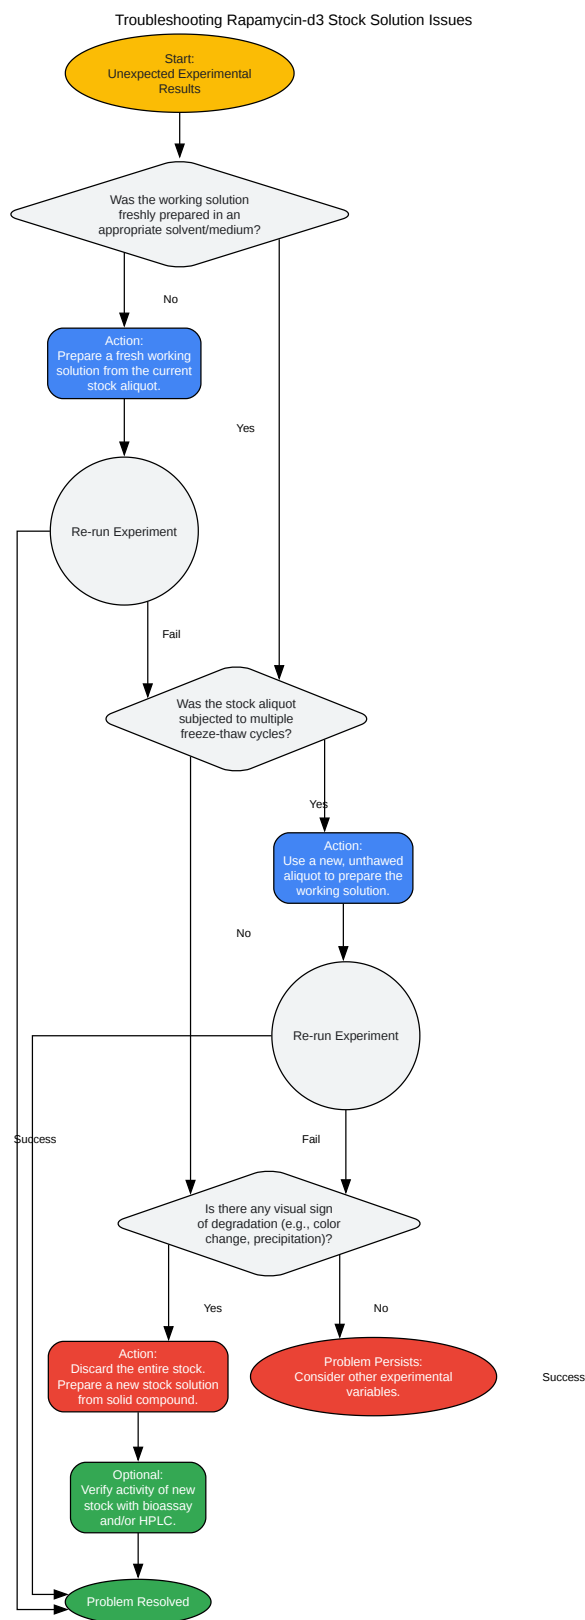 Troubleshooting Rapamycin-d3 Stock Solution Issues
Start:
Unexpected Experimental
Results
Was the working solution
freshly prepared in an
appropriate solvent/medium?
No
Action:
Prepare a fresh working
solution from the current
stock aliquot.
Yes
Re-run Experiment
Fail
Was the stock aliquot
subjected to multiple
freeze-thaw cycles?
Yes
Action:
Use a new, unthawed
aliquot to prepare the
working solution.
No
Re-run Experiment
Success
Fail
Is there any visual sign
of degradation (e.g., color
change, precipitation)?
Yes
No
Action:
Discard the entire stock.
Prepare a new stock solution
from solid compound.
Problem Persists:
Consider other experimental
variables.
Success
Optional:
Verify activity of new
stock with bioassay
and/or HPLC.
Problem Resolved